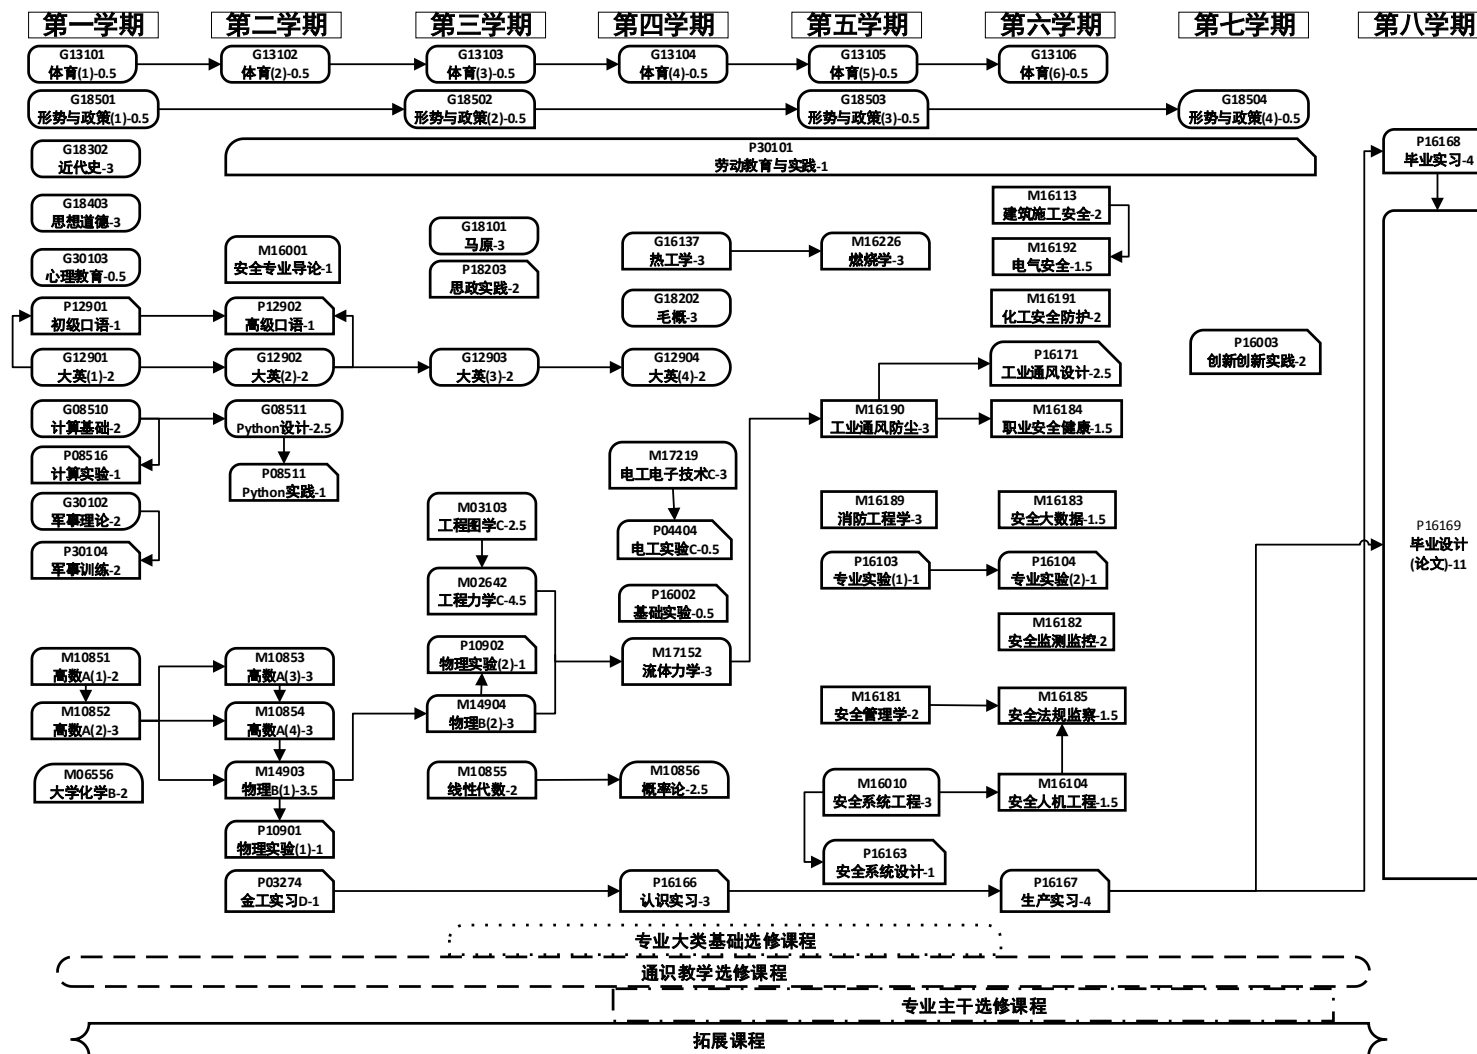 第一学期
第二学期
第三学期
第四学期
第五学期
第六学期
第七学期
第八学期
G13101
体育(1)-0.5
G13102
体育(2)-0.5
G13103
体育(3)-0.5
G13104
体育(4)-0.5
G13105
体育(5)-0.5
G13106
体育(6)-0.5
G18501
形势与政策(1)-0.5
G18502
形势与政策(2)-0.5
G18503
形势与政策(3)-0.5
G18504
形势与政策(4)-0.5
G18302
近代史-3
P30101
劳动教育与实践-1
P16168
毕业实习-4
G18403
思想道德-3
M16113
建筑施工安全-2
G30103
心理教育-0.5
M16001
安全专业导论-1
G18101
马原-3
P18203
思政实践-2
G16137
热工学-3
M16226
燃烧学-3
M16192
电气安全-1.5
P12901
初级口语-1
P12902
高级口语-1
G18202
毛概-3
M16191
化工安全防护-2
G12901
大英(1)-2
G12902
大英(2)-2
G12903
大英(3)-2
G12904
大英(4)-2
P16171
工业通风设计-2.5
P16003
创新创新实践-2
G08510
计算基础-2
G08511
Python设计-2.5
M16190
工业通风防尘-3
M16184
职业安全健康-1.5
P08516
计算实验-1
P08511
Python实践-1
M17219
电工电子技术C-3
G30102
军事理论-2
M03103
工程图学C-2.5
P04404
电工实验C-0.5
M16189
消防工程学-3
M16183
安全大数据-1.5
P16169
毕业设计
(论文)-11
P30104
军事训练-2
M02642
工程力学C-4.5
P16002
基础实验-0.5
P16103
专业实验(1)-1
P16104
专业实验(2)-1
M16182
安全监测监控-2
M10851
高数A(1)-2
M10853
高数A(3)-3
P10902
物理实验(2)-1
M17152
流体力学-3
M10852
高数A(2)-3
M10854
高数A(4)-3
M14904
物理B(2)-3
M16181
安全管理学-2
M16185
安全法规监察-1.5
M06556
大学化学B-2
M14903
物理B(1)-3.5
M10855
线性代数-2
M10856
概率论-2.5
M16010
安全系统工程-3
M16104
安全人机工程-1.5
P10901
物理实验(1)-1
P16163
安全系统设计-1
P03274
金工实习D-1
P16166
认识实习-3
P16167
生产实习-4
专业大类基础选修课程
通识教学选修课程
专业主干选修课程
拓展课程